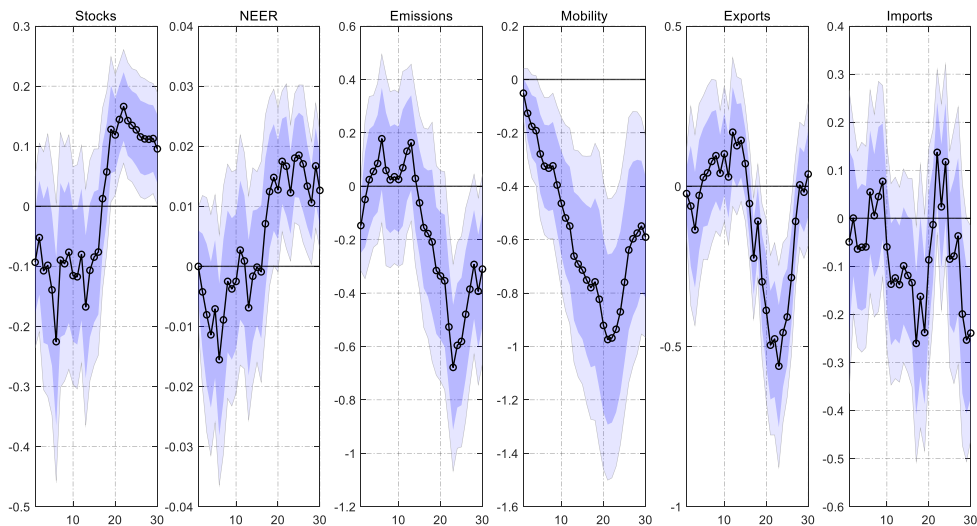 Stocks NEER Emissions Mobility Exports Imports
0.3 0.04 0.6 0.2 0.5 0.4
0.2 0.03 0.4 0 0 0.3
0.1 0.02 0.2 -0.2 -0.5 0.2
0 0.01 0 -0.4 -1 0.1
-0.1 0 -0.2 -0.6 0
-0.2 -0.01 -0.4 -0.8 -0.1
-0.3 -0.02 -0.6 -1 -0.2
-0.4 -0.03 -0.8 -1.2 -0.3
-0.5 -0.04 -1 -1.4 -0.4
-1.2 -1.6 -0.5
-0.6
10 20 30 10 20 30 10 20 30 10 20 30 10 20 30 10 20 30